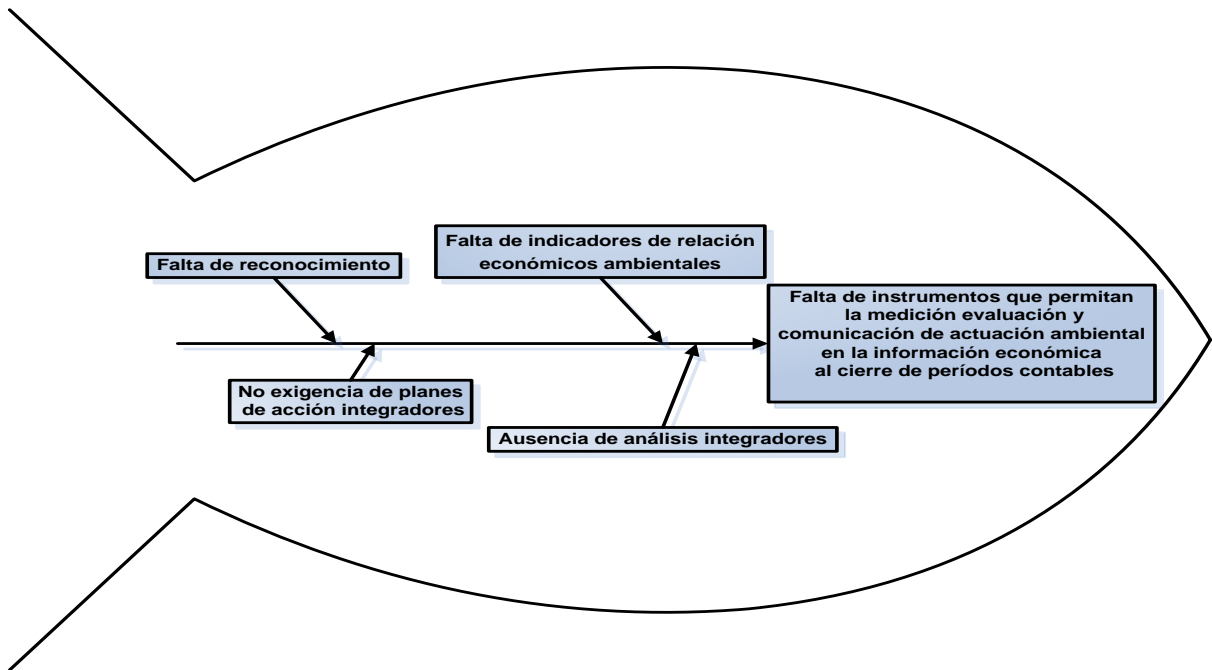 Falta de reconocimiento
Falta de indicadores de relación
económicos ambientales
Falta de instrumentos que permitan
la medición evaluación y
comunicación de actuación ambiental
en la información económica
al cierre de períodos contables
No exigencia de planes
de acción integradores
Ausencia de análisis integradores